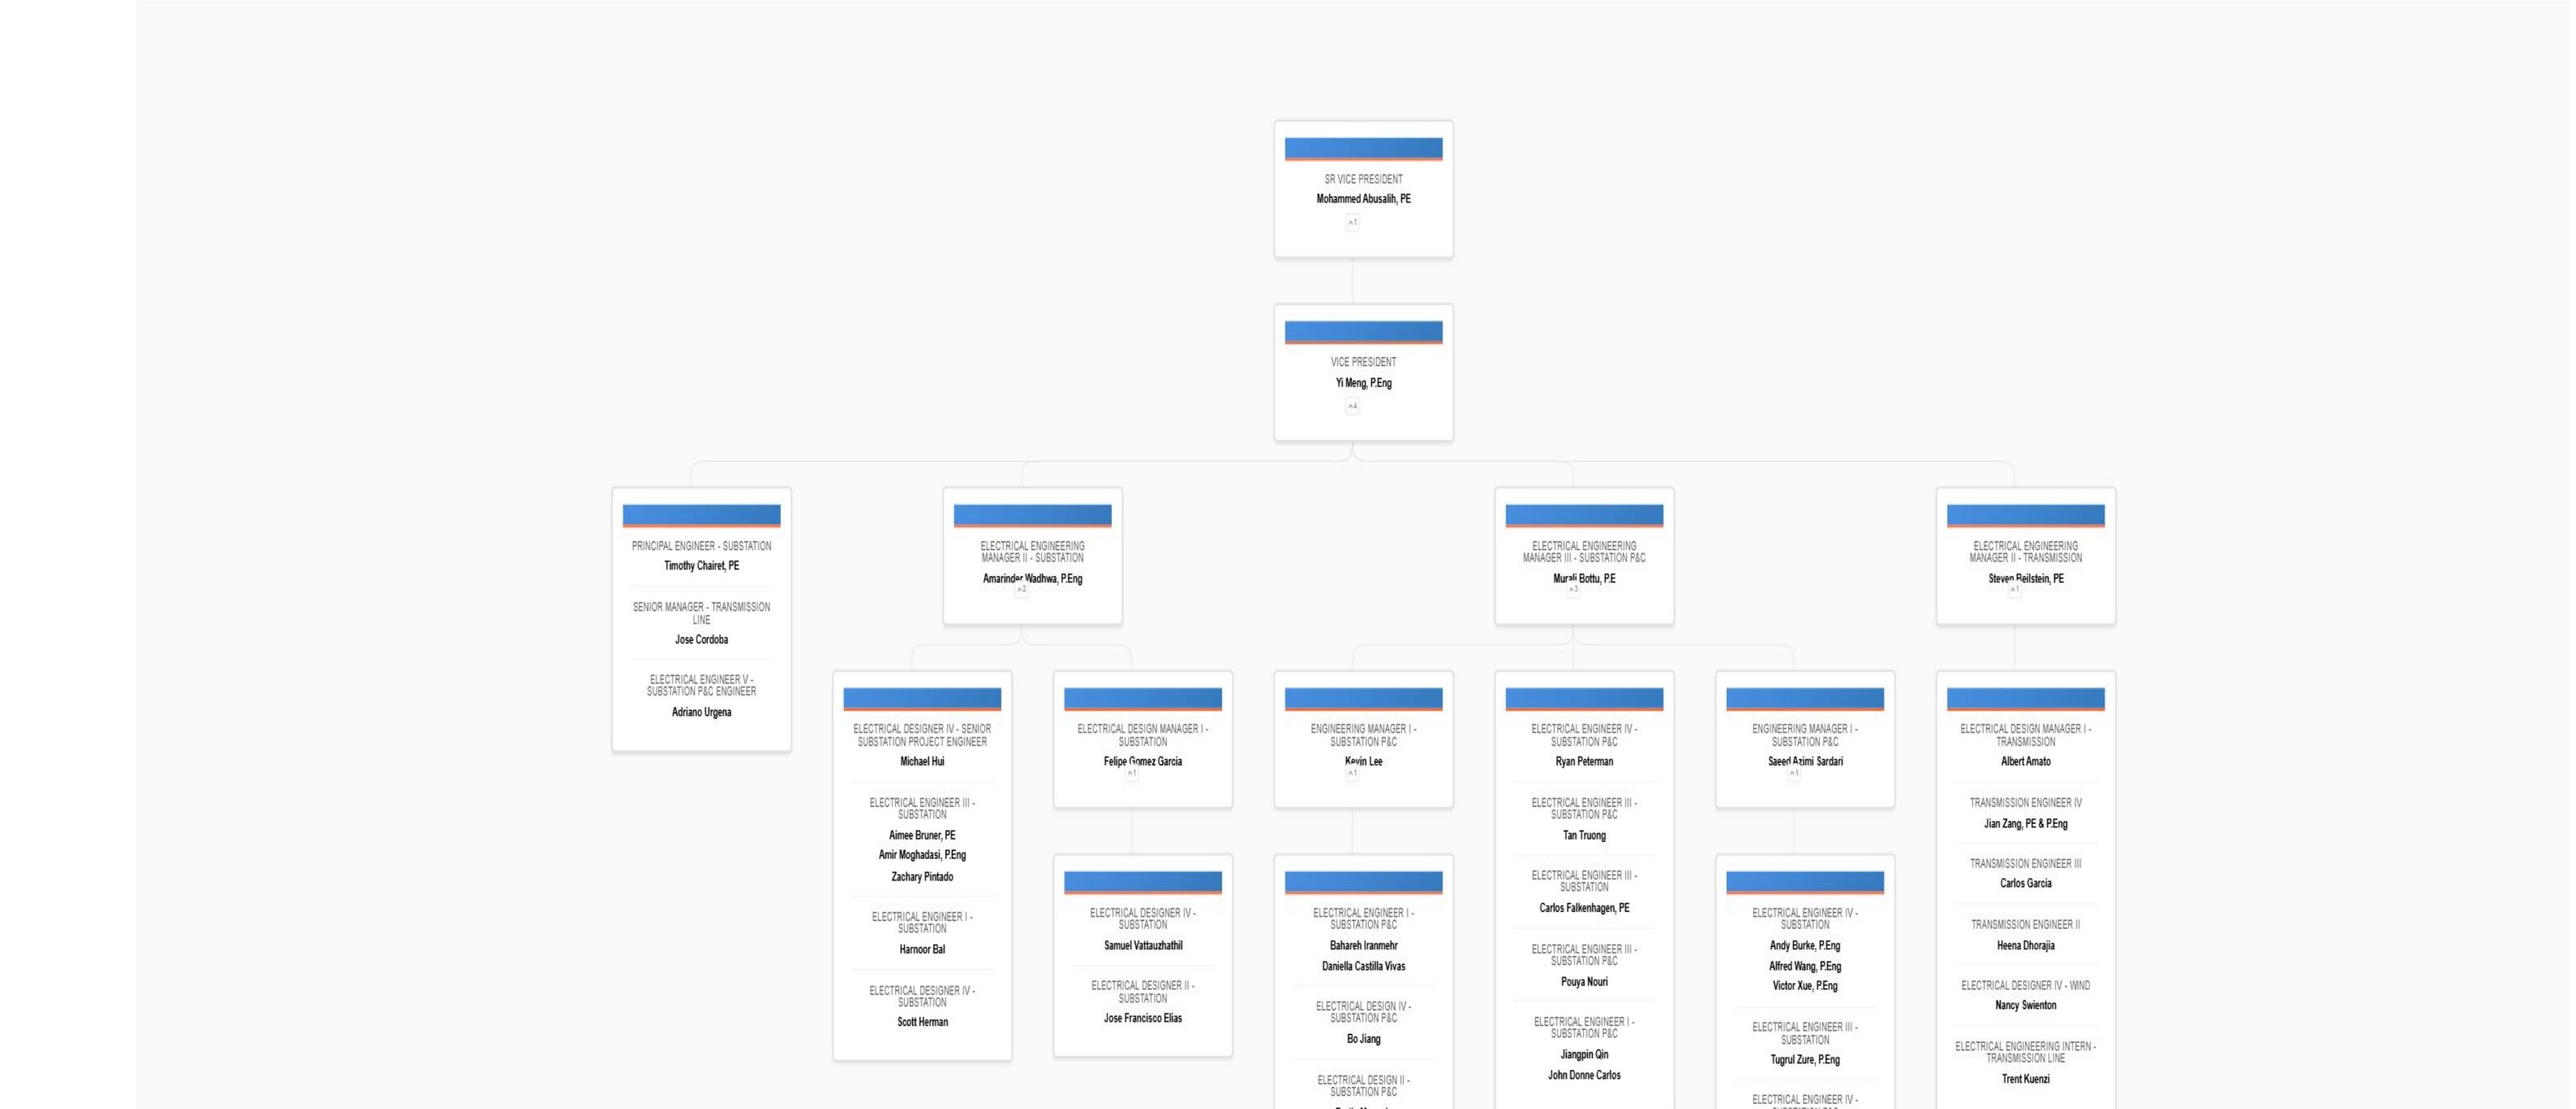 SR VICE PRESIDENT
Mohammed Abusalih, PE
^1
VICE PRESIDENT
Yi Meng, P.Eng
^4
PRINCIPAL ENGINEER - SUBSTATION
Timothy Chairet, PE
SENIOR MANAGER - TRANSMISSION
LINE
Jose Cordoba
ELECTRICAL ENGINEER V -
SUBSTATION P&C ENGINEER
Adriano Urgena
ELECTRICAL ENGINEERING
MANAGER II - SUBSTATION
Amarinder Wadhwa, P.Eng
^2
ELECTRICAL ENGINEERING
MANAGER III - SUBSTATION P&C
Murali Bottu, P.E
^3
ELECTRICAL ENGINEERING
MANAGER II - TRANSMISSION
Steven Beilstein, PE
^1
ELECTRICAL DESIGNER IV - SENIOR
SUBSTATION PROJECT ENGINEER
Michael Hui
ELECTRICAL ENGINEER III -
SUBSTATION
Aimee Bruner, PE
Amir Moghadasi, P.Eng
Zachary Pintado
ELECTRICAL ENGINEER I -
SUBSTATION
Harnoor Bal
ELECTRICAL DESIGNER IV -
SUBSTATION
Scott Herman
ELECTRICAL DESIGN MANAGER I -
SUBSTATION
Felipe Gomez Garcia
^1
ELECTRICAL DESIGNER IV -
SUBSTATION
Samuel Vattauzhathil
ELECTRICAL DESIGNER II -
SUBSTATION
Jose Francisco Elias
ENGINEERING MANAGER I -
SUBSTATION P&C
Kevin Lee
^1
ELECTRICAL ENGINEER I -
SUBSTATION P&C
Bahareh Iranmehr
Daniella Castilla Vivas
ELECTRICAL DESIGN IV -
SUBSTATION P&C
Bo Jiang
ELECTRICAL DESIGN II -
SUBSTATION P&C
ELECTRICAL ENGINEER IV -
SUBSTATION P&C
Ryan Peterman
ELECTRICAL ENGINEER III -
SUBSTATION P&C
Tan Truong
ELECTRICAL ENGINEER III -
SUBSTATION
Carlos Falkenhagen, PE
ELECTRICAL ENGINEER III -
SUBSTATION P&C
Pouya Nouri
ELECTRICAL ENGINEER I -
SUBSTATION P&C
Jiangpin Qin
John Donne Carlos
ENGINEERING MANAGER I -
SUBSTATION P&C
Saeed Azimi Sardari
^1
ELECTRICAL ENGINEER IV -
SUBSTATION
Andy Burke, P.Eng
Alfred Wang, P.Eng
Victor Xue, P.Eng
ELECTRICAL ENGINEER III -
SUBSTATION
Tugrul Zure, P.Eng
ELECTRICAL ENGINEER IV -
ELECTRICAL DESIGN MANAGER I -
TRANSMISSION
Albert Amato
TRANSMISSION ENGINEER IV
Jian Zang, PE & P.Eng
TRANSMISSION ENGINEER III
Carlos Garcia
TRANSMISSION ENGINEER II
Heena Dhorajia
ELECTRICAL DESIGNER IV - WIND
Nancy Swienton
ELECTRICAL ENGINEERING INTERN -
TRANSMISSION LINE
Trent Kuenzi